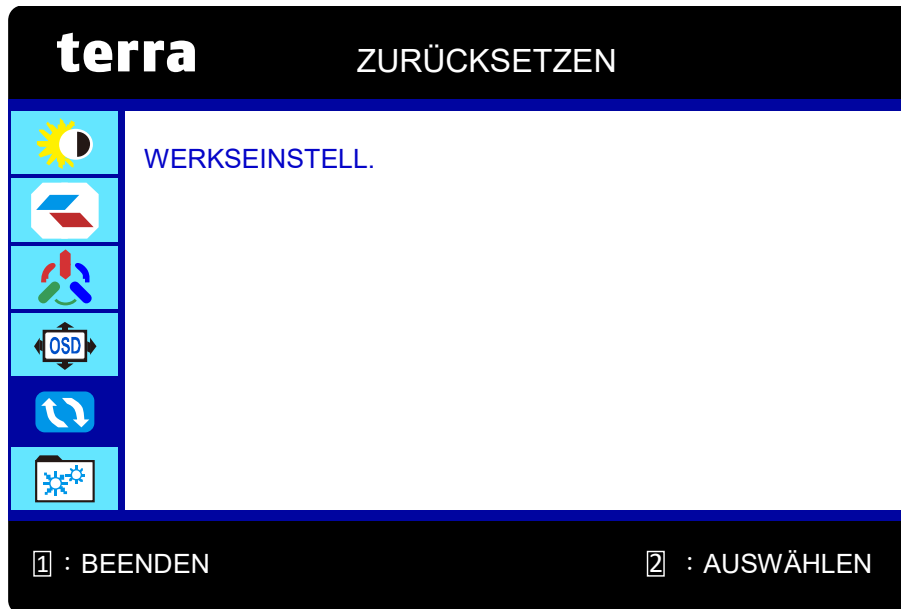 terra
ZURÜCKSETZEN
WERKSEINSTELL.
OSD
1 : BEENDEN
2 : AUSWÄHLEN